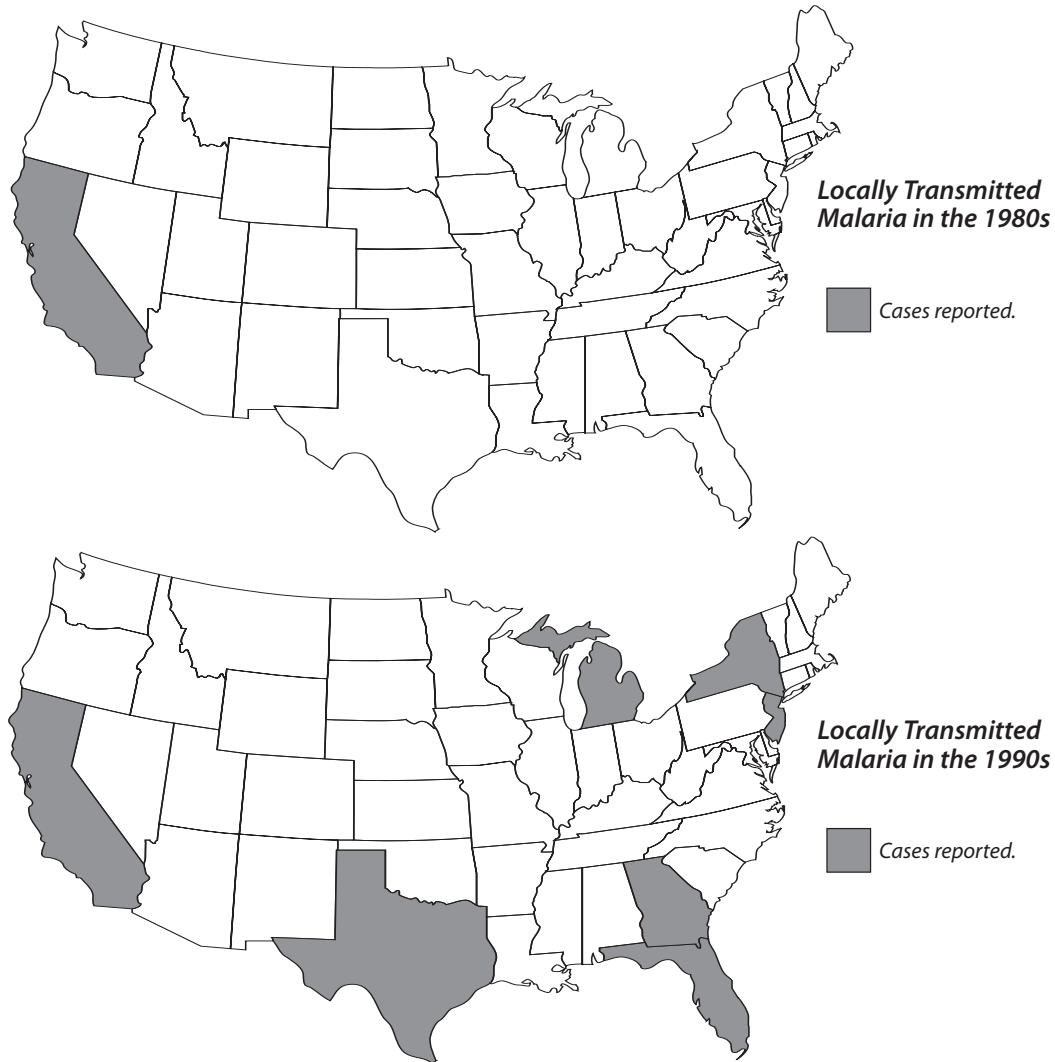 Locally Transmitted
Malaria in the 1980s
Cases reported.
Locally Transmitted
Malaria in the 1990s
Cases reported.